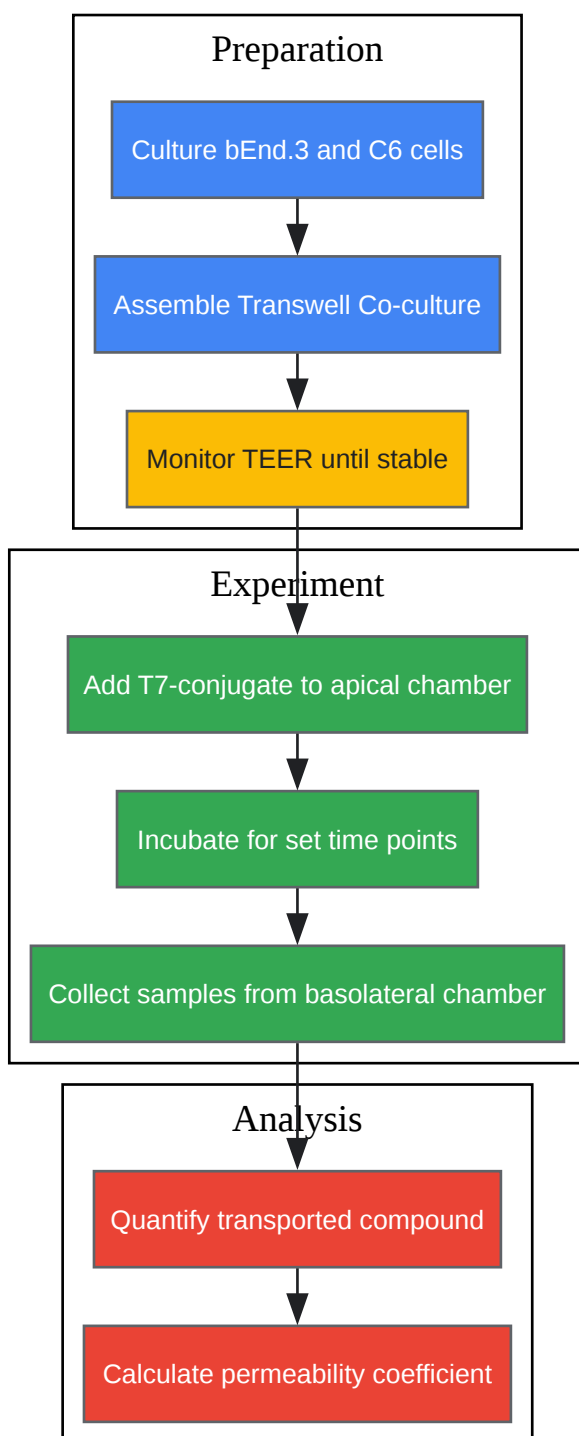 Preparation
Culture bEnd.3 and C6 cells
Assemble Transwell Co-culture
Monitor TEER until stable
Experiment
Add T7-conjugate to apical chamber
Incubate for set time points
Collect samples from basolateral chamber
Analysis
Quantify transported compound
Calculate permeability coefficient